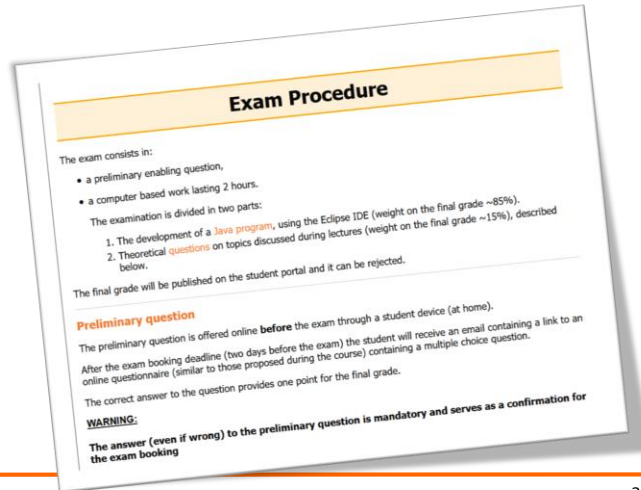 Exam Procedure
The exam consists in:
• a preliminary enabling question,
• a computer based work lasting 2 hours.
The examination is divided in two parts:
1. The development of a Java program, using the Eclipse IDE (weight on the final grade ~85%).
2. Theoretical questions on topics discussed during lectures (weight on the final grade ~15%), described
below.
The final grade will be published on the student portal and it can be rejected.
Preliminary question
The preliminary question is offered online before the exam through a student device (at home).
After the exam booking deadline (two days before the exam) the student will receive an email containing a link to an
online questionnaire (similar to those proposed during the course) containing a multiple choice question.
The correct answer to the question provides one point for the final grade.
WARNING:
The answer (even if wrong) to the preliminary question is mandatory and serves as a confirmation for
the exam booking